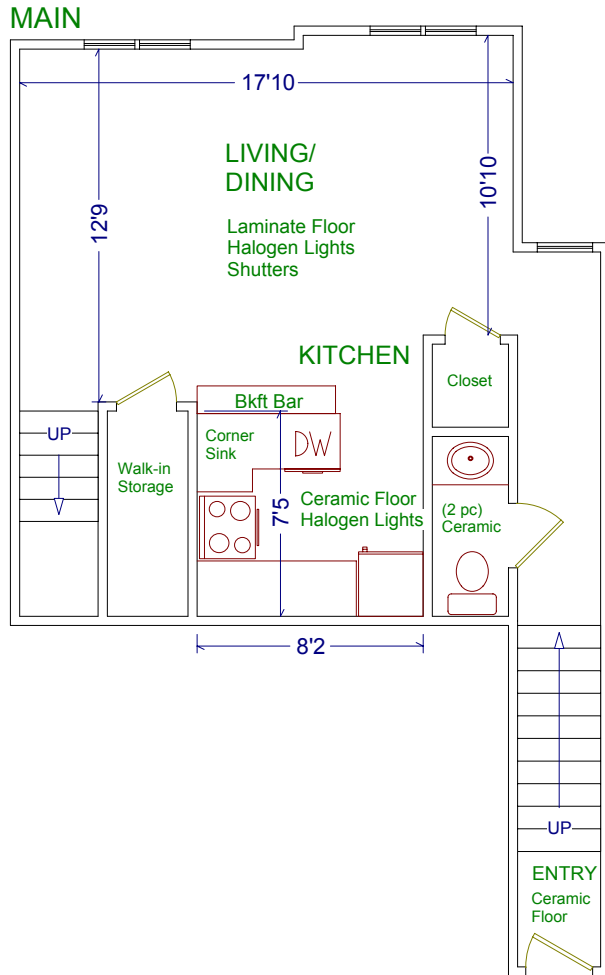 MAIN
17'10
LIVING/
DINING
12'9
10'10
Laminate Floor
Halogen Lights
Shutters
KITCHEN
Closet
Bkft Bar
UP
Corner
Sink
DW
Walk-in
Storage
7'5
Ceramic Floor
Halogen Lights
(2 pc)
Ceramic
8'2
UP
ENTRY
Ceramic
Floor